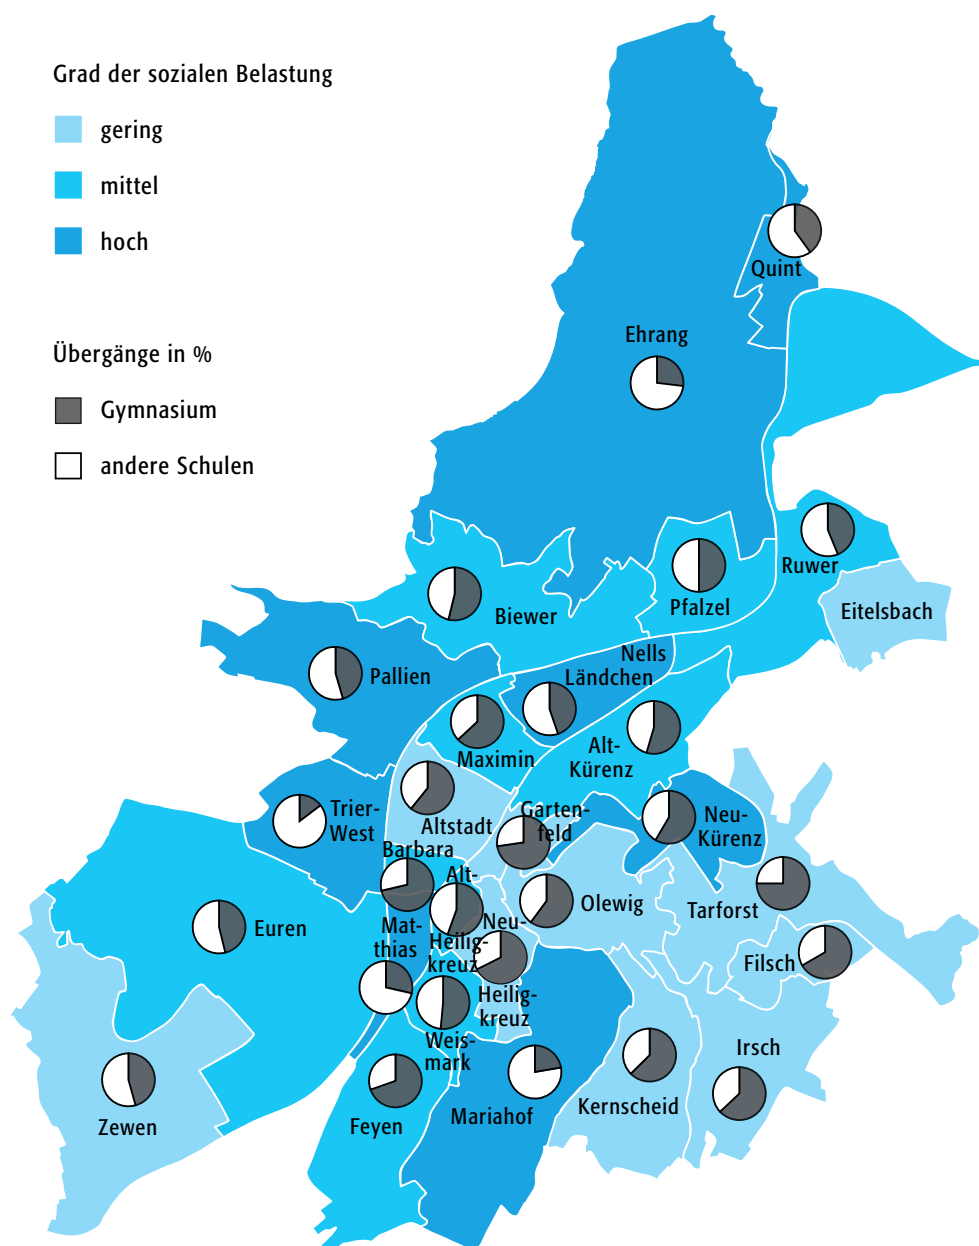 Grad der sozialen Belastung
gering
mittel
hoch
Übergänge in %
Gymnasium
andere Schulen
Quint
Ehrang
Ruwer
Pfalzel
Eitelsbach
Biewer
Nells
Ländchen
Pallien
Maximin
Alt-
Kürenz
Trier-
West
Altstadt
Garten-
feld
Neu-
Kürenz
Barbara
Alt-
Heilig-
kreuz
Olewig
Tarforst
Euren
Mat-
thias
Neu-
Heilig-
kreuz
Filsch
Weis-
mark
Irsch
Zewen
Feyen
Mariahof
Kernscheid